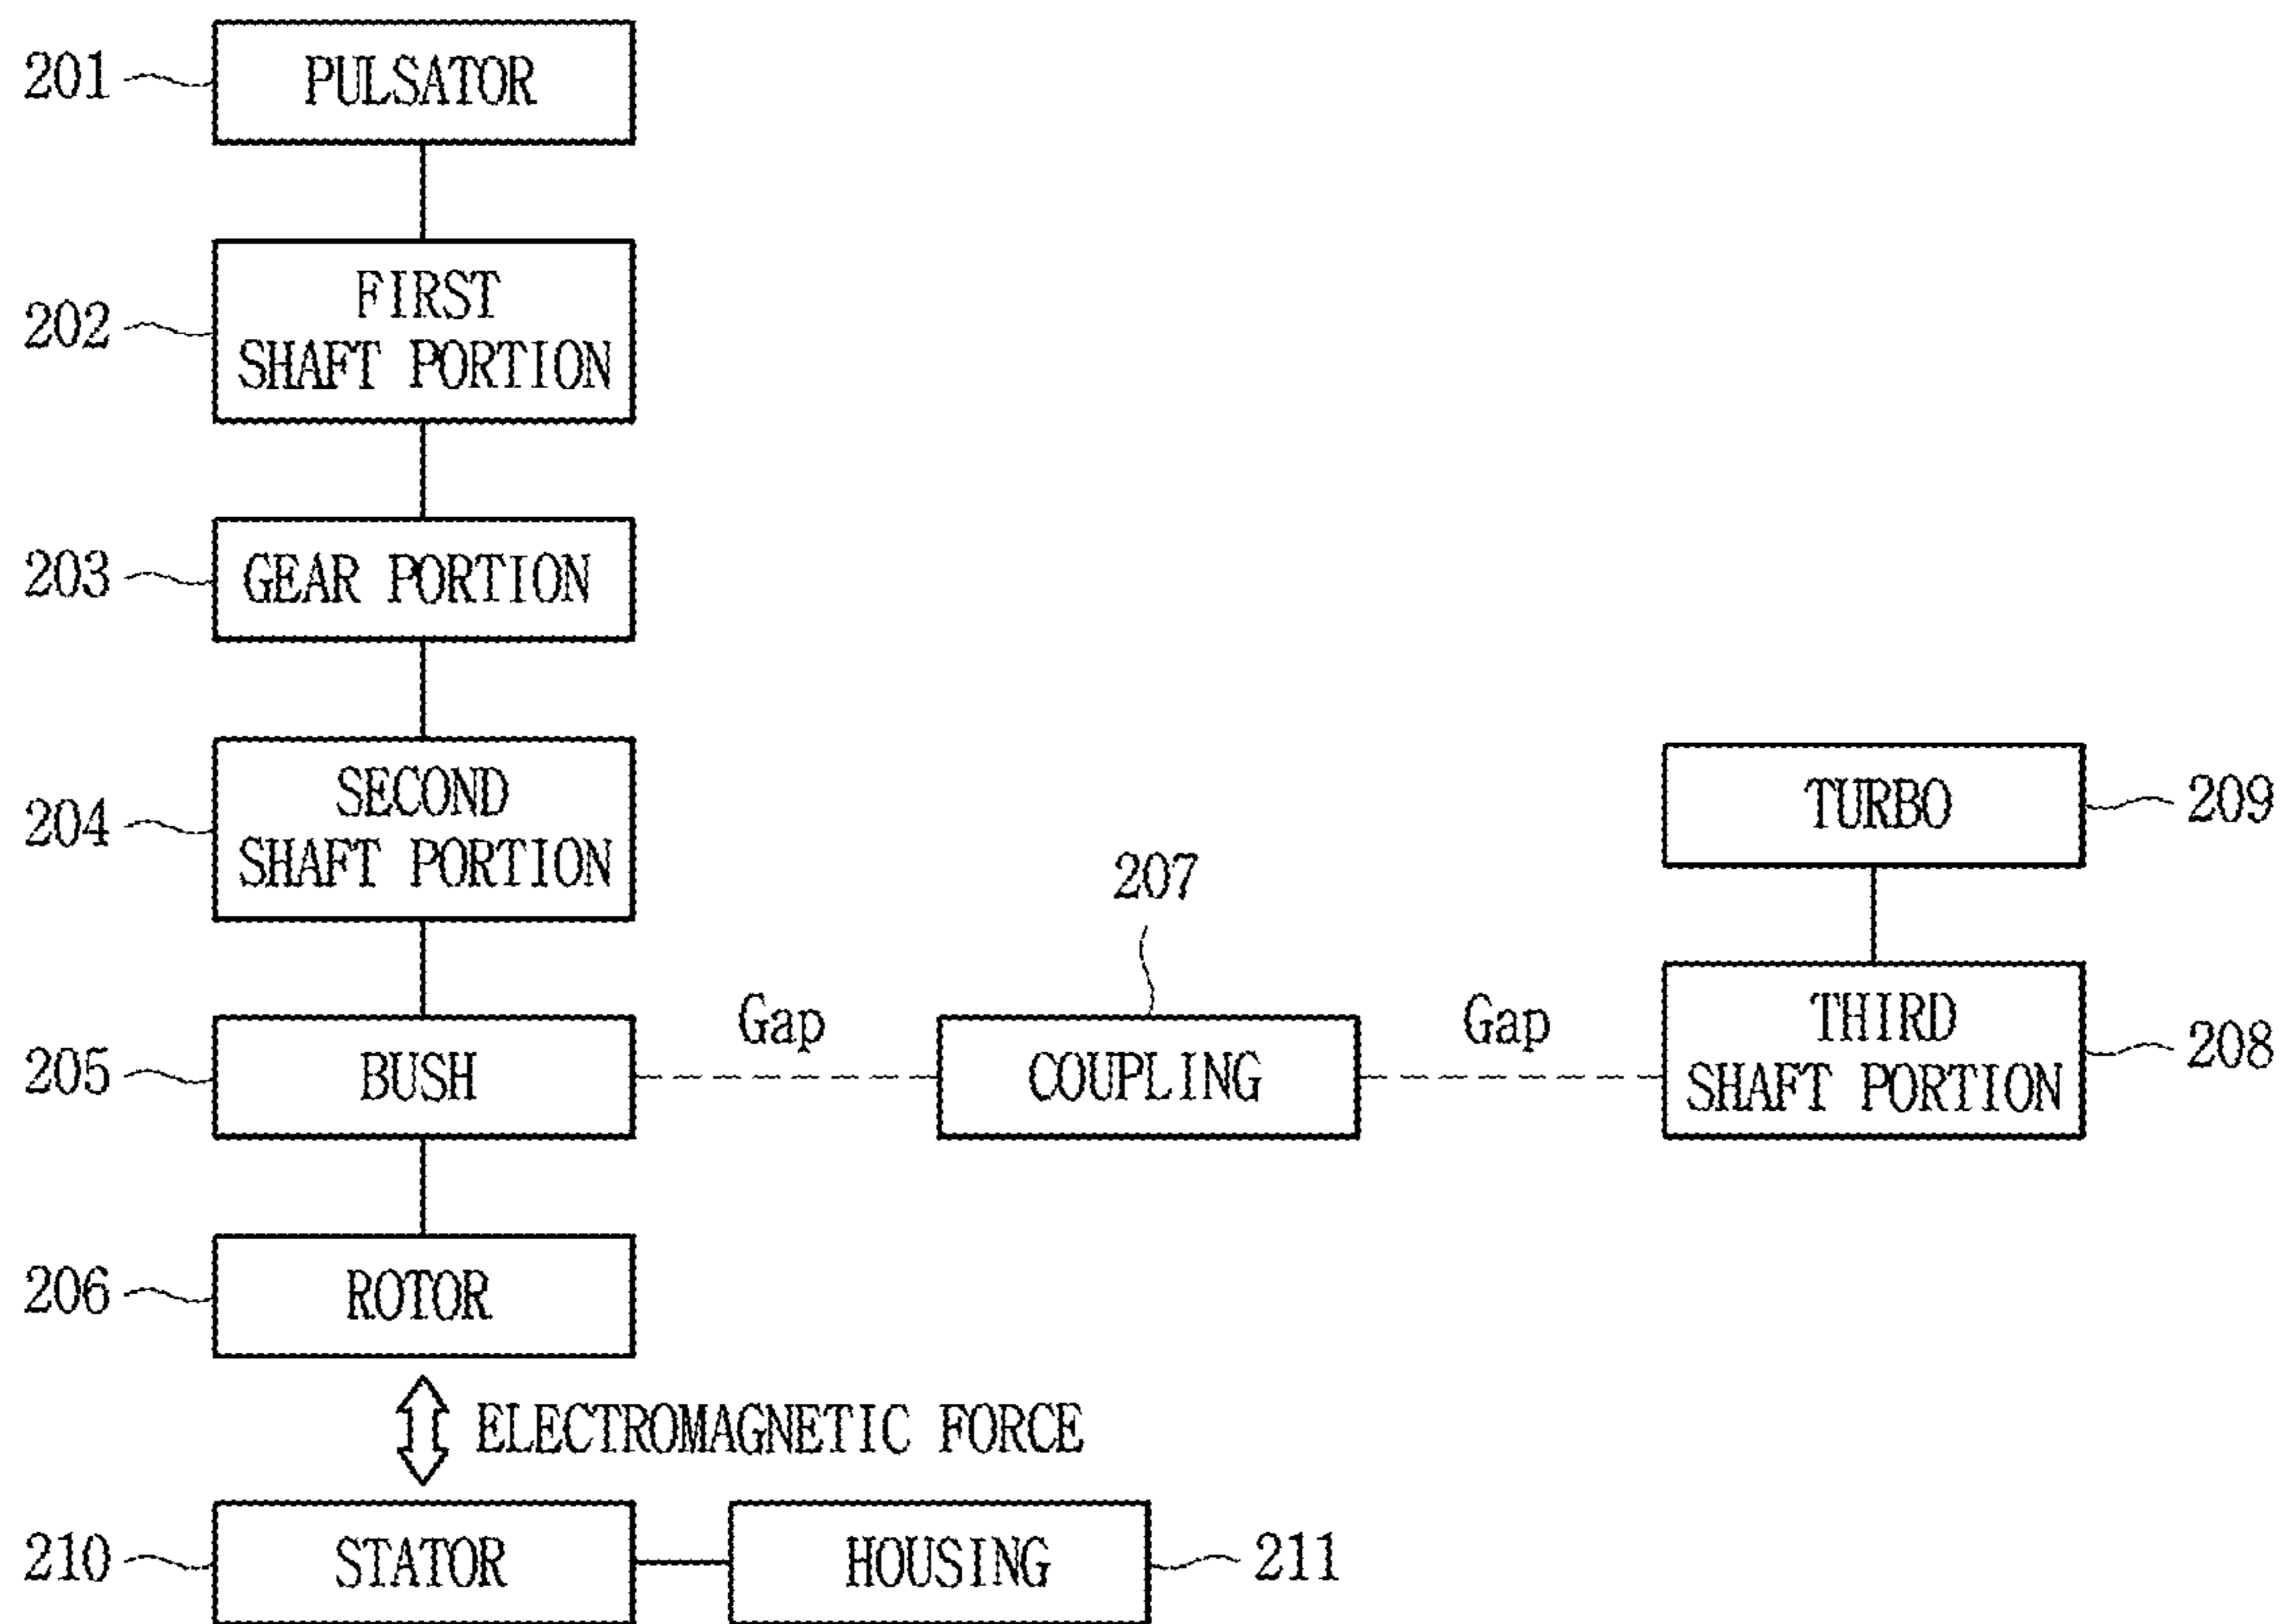 201
PULSATOR
202
FIRST
SHAFT PORTION
203
GEAR PORTION
204
SECOND
SHAFT PORTION
TURBO
209
207
205
BUSH
Gap
COUPLING
Gap
THIRD
SHAFT PORTION
208
206
ROTOR
ELECTROMAGNETIC FORCE
210
STATOR
HOUSING
211